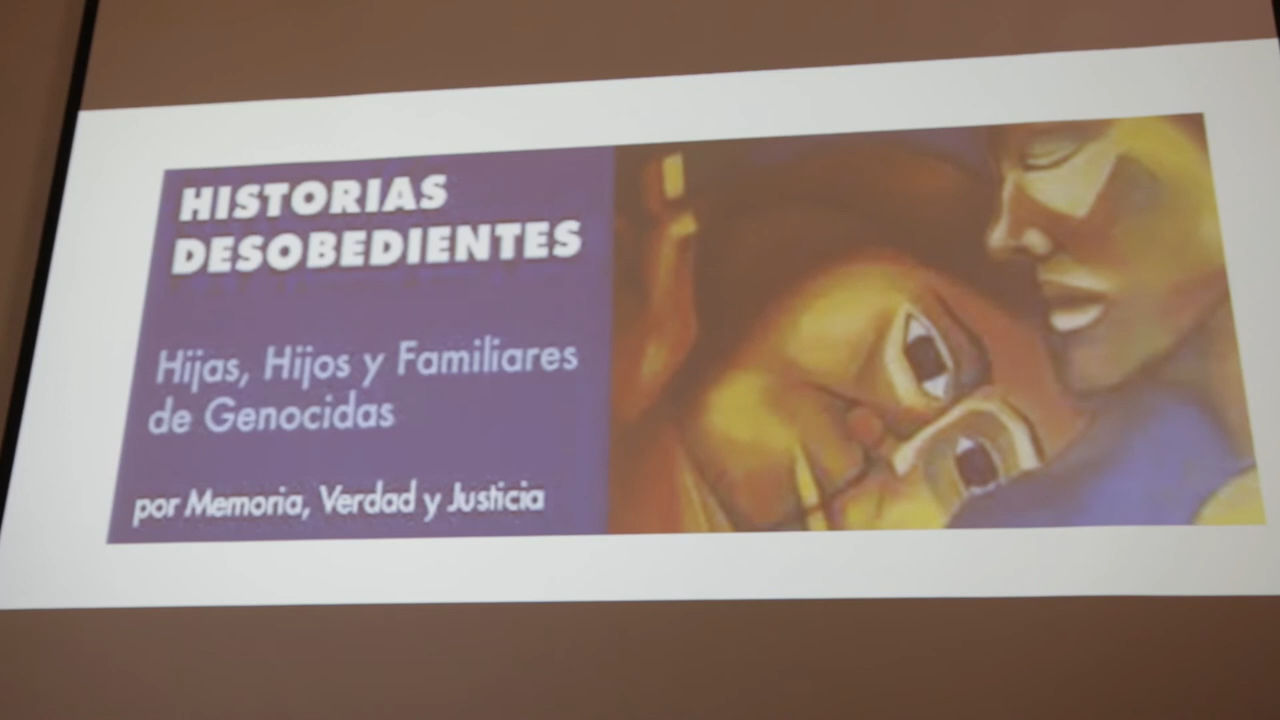 HISTORIAS
DESOBEDIENTES
Hijas, Hijos y Familiares
de Genocidas
por Memoria, Verdad y Justicia